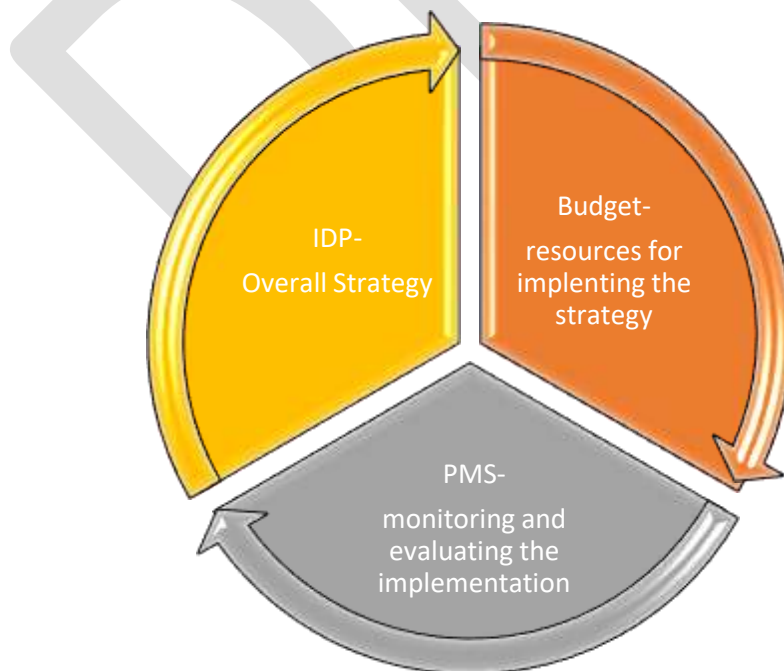 IDP-
Overall Strategy
Budget-
resources for
implenting the
strategy
PMS-
monitoring and
evaluating the
implementation